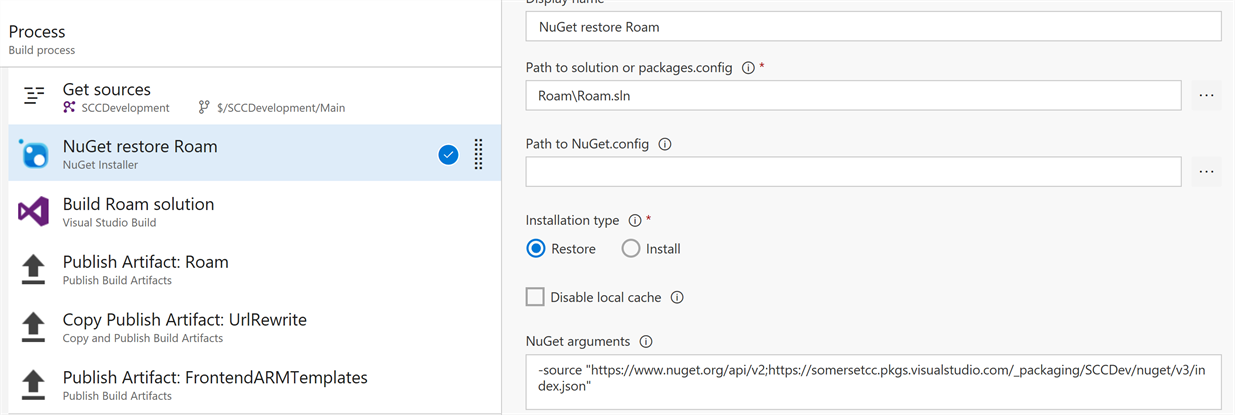 Process
Build process
Get sources
SCCDevelopment $/SCCDevelopment/Main
NuGet restore Roam
NuGet Installer
Build Roam solution
Visual Studio Build
Publish Artifact: Roam
Publish Build Artifacts
Copy Publish Artifact: UrlRewrite
Copy and Publish Build Artifacts
Publish Artifact: FrontendARMTemplates
Publish Build Artifacts
Display name
NuGet restore Roam
Path to solution or packages.config *
Roam\Roam.sln
...
Path to NuGet.config
...
Installation type *
Restore Install
Disable local cache
NuGet arguments
-source "https://www.nuget.org/api/v2;https://somersetcc.pkgs.visualstudio.com/_packaging/SCCDev/nuget/v3/in
dex.json"